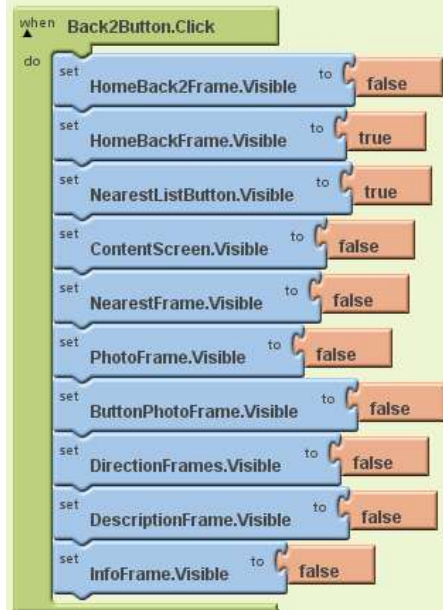 when Back2Button.Click
do
set HomeBack2Frame.Visible to false
set HomeBackFrame.Visible to true
set NearestListButton.Visible to true
set ContentScreen.Visible to false
set NearestFrame.Visible to false
set PhotoFrame.Visible to false
set ButtonPhotoFrame.Visible to false
set DirectionFrames.Visible to false
set DescriptionFrame.Visible to false
set InfoFrame.Visible to false